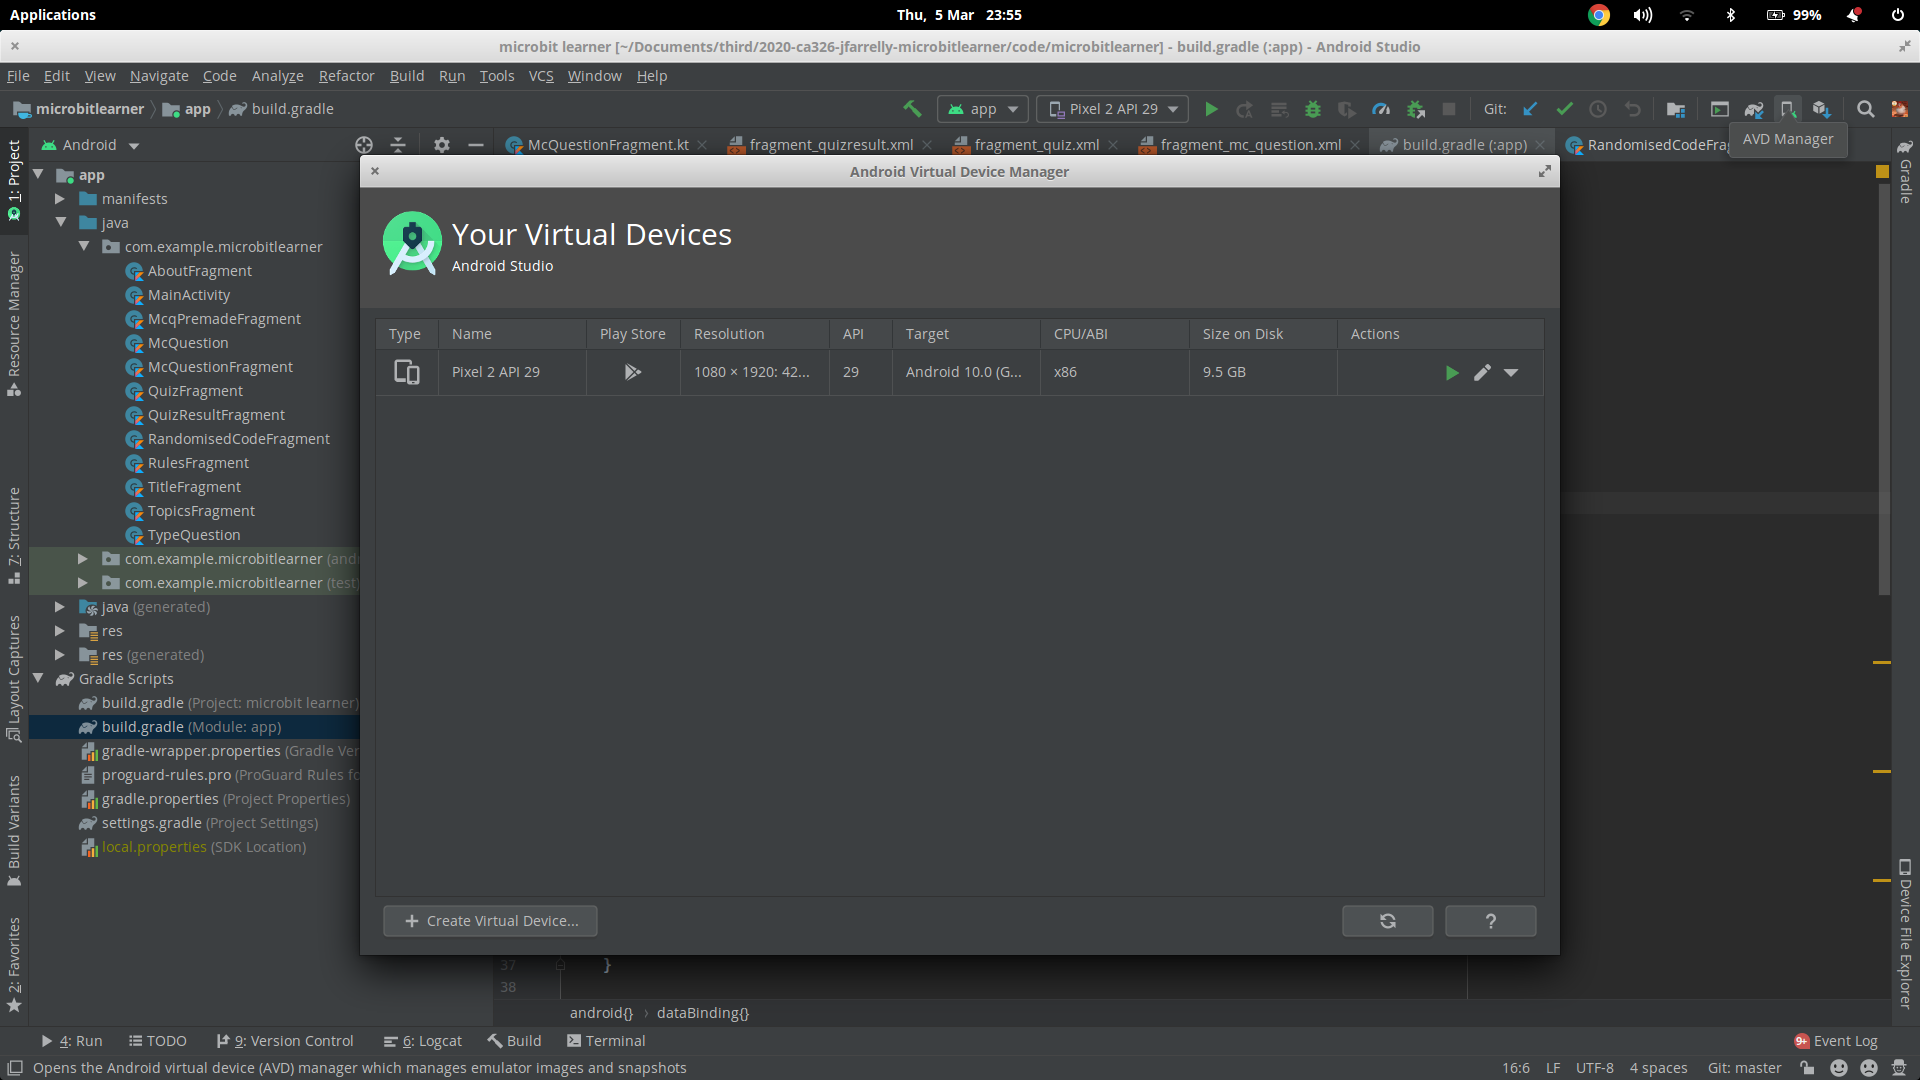 Applications
Thu, 5 Mar 23:55
99%
microbit learner [~/Documents/third/2020-ca326-jfarrelly-microbitlearner/code/microbitlearner] - build.gradle (:app) - Android Studio
File Edit View Navigate Code Analyze Refactor Build Run Tools VCS Window Help
microbitlearner app build.gradle
app Pixel 2 API 29 Git:
Android
McQuestionFragment.kt fragment_quizresult.xml fragment_quiz.xml fragment_mc_question.xml build.gradle (:app) RandomisedCodeFrag
AVD Manager
1: Project
Resource Manager
7: Structure
Layout Captures
Build Variants
2: Favorites
app
manifests
java
com.example.microbitlearner
AboutFragment
MainActivity
McqPremadeFragment
McQuestion
McQuestionFragment
QuizFragment
QuizResultFragment
RandomisedCodeFragment
RulesFragment
TitleFragment
TopicsFragment
TypeQuestion
com.example.microbitlearner (and
com.example.microbitlearner (test)
java (generated)
res
res (generated)
Gradle Scripts
build.gradle (Project: microbit learner)
build.gradle (Module: app)
gradle-wrapper.properties (Gradle Ver
proguard-rules.pro (ProGuard Rules fo
gradle.properties (Project Properties)
settings.gradle (Project Settings)
local.properties (SDK Location)
Android Virtual Device Manager
Your Virtual Devices
Android Studio
Type Name Play Store Resolution API Target CPU/ABI Size on Disk Actions
Pixel 2 API 29 1080 × 1920: 42... 29 Android 10.0 (G... x86 9.5 GB
+ Create Virtual Device...
?
37 }
38
android{} › dataBinding{}
Gradle
Device File Explorer
4: Run TODO 9: Version Control 6: Logcat Build Terminal
9+ Event Log
Opens the Android virtual device (AVD) manager which manages emulator images and snapshots
16:6 LF UTF-8 4 spaces Git: master